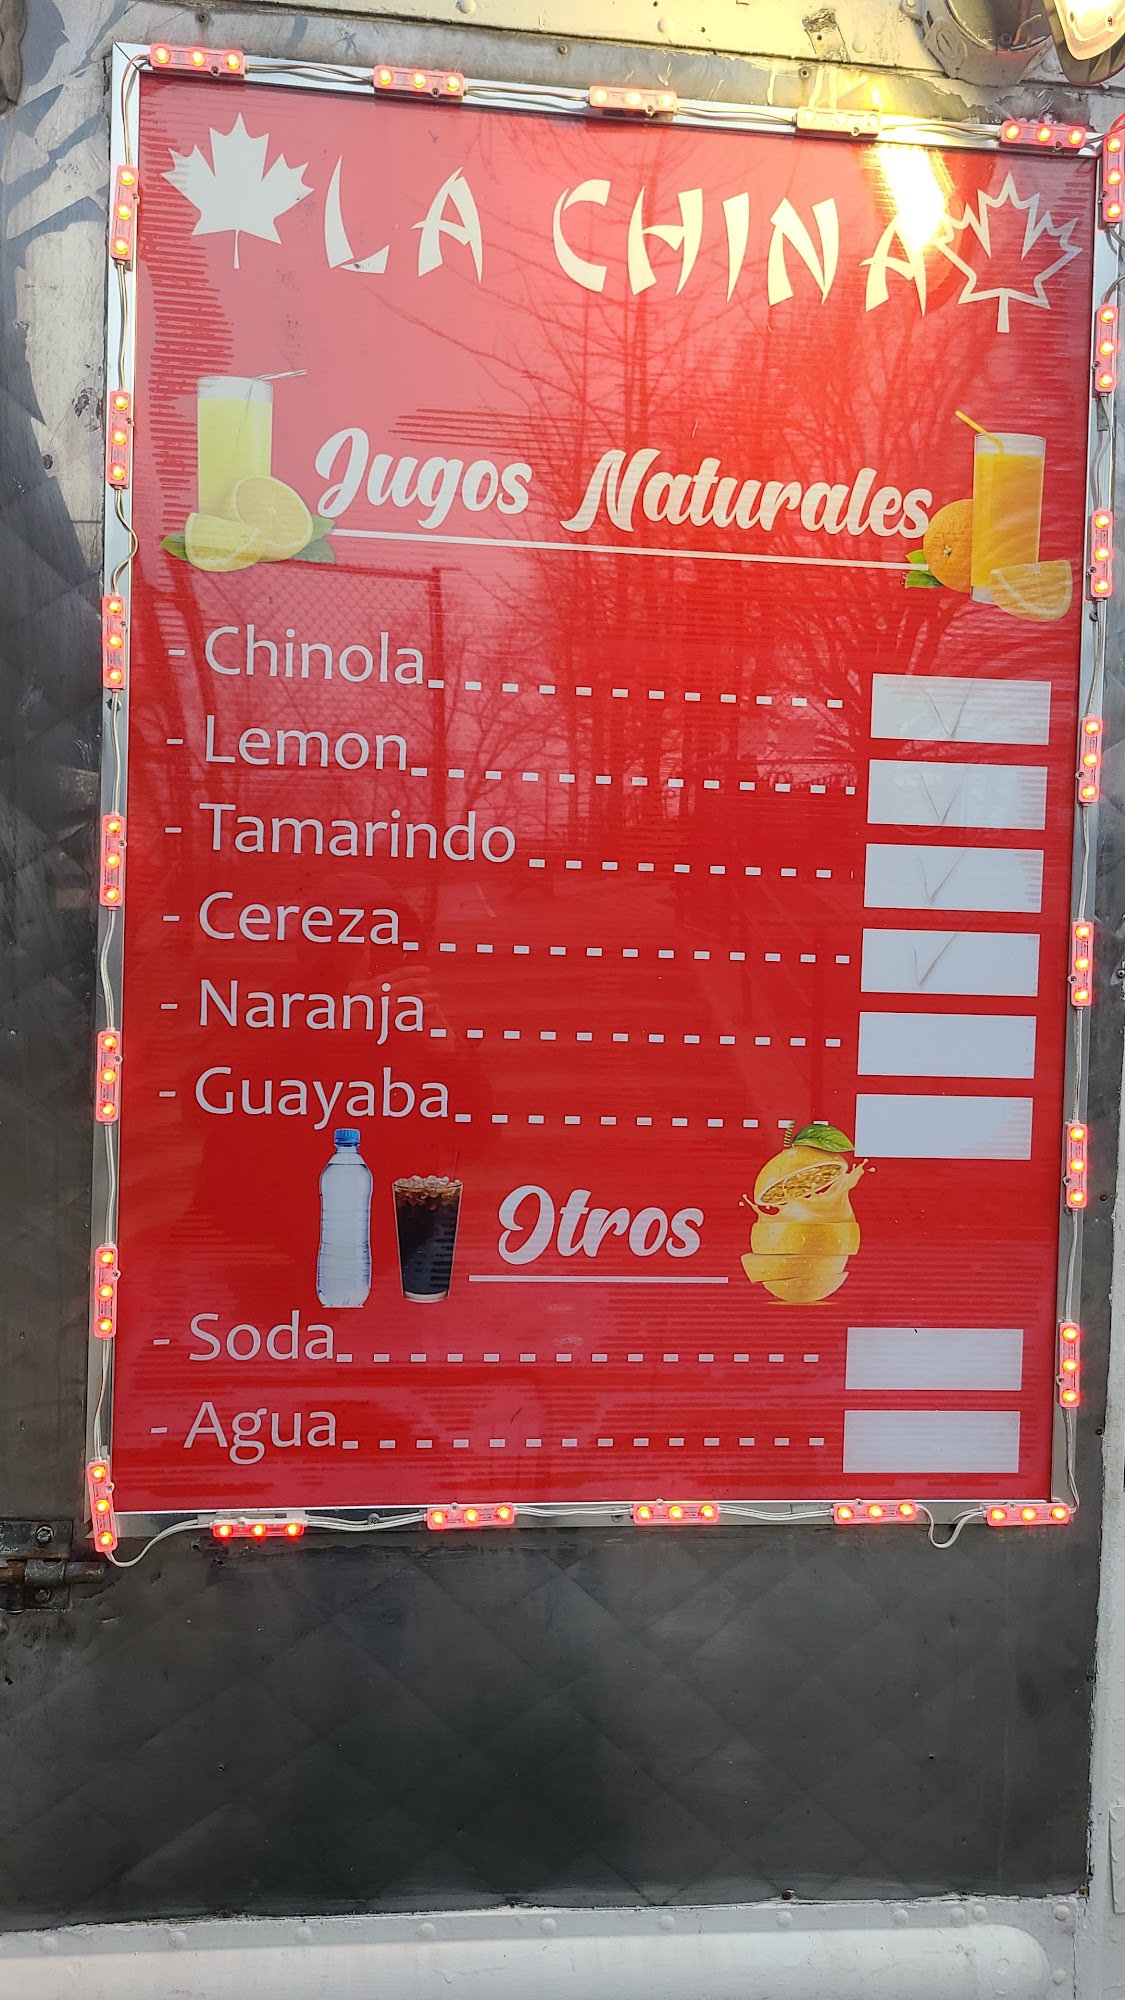 LA CHINA
Jugos Naturales
- Chinola
- Lemon
- Tamarindo
- Cereza
- Naranja
- Guayaba
Otros
- Soda
- Agua